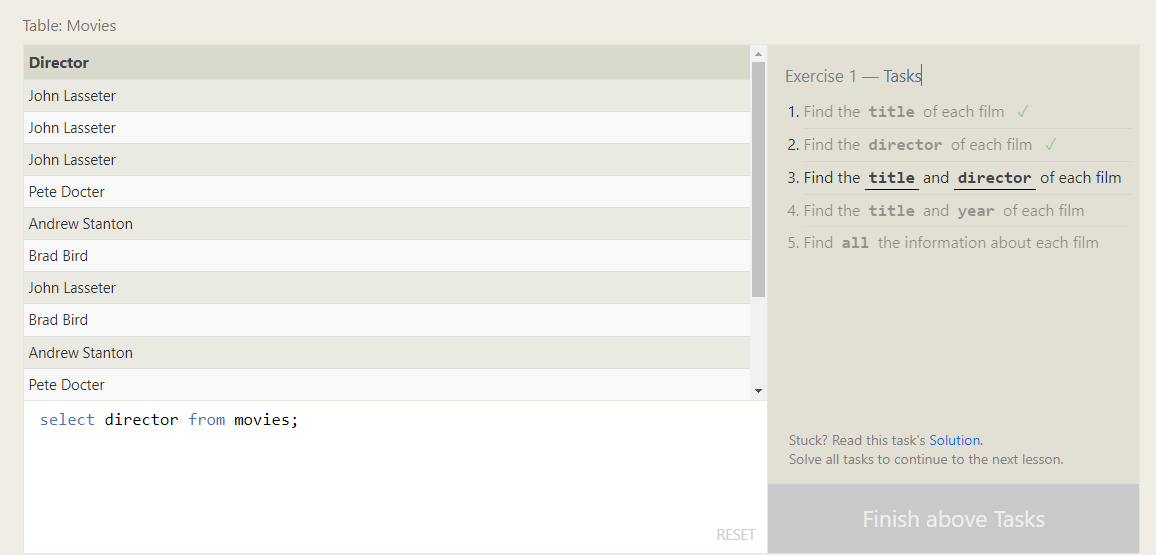 Table: Movies
Director
John Lasseter
John Lasseter
John Lasseter
Pete Docter
Andrew Stanton
Brad Bird
John Lasseter
Brad Bird
Andrew Stanton
Pete Docter
select director from movies;
RESET
Exercise 1 — Tasks
1. Find the title of each film ✓
2. Find the director of each film ✓
3. Find the title and director of each film
4. Find the title and year of each film
5. Find all the information about each film
Stuck? Read this task's Solution.
Solve all tasks to continue to the next lesson.
Finish above Tasks